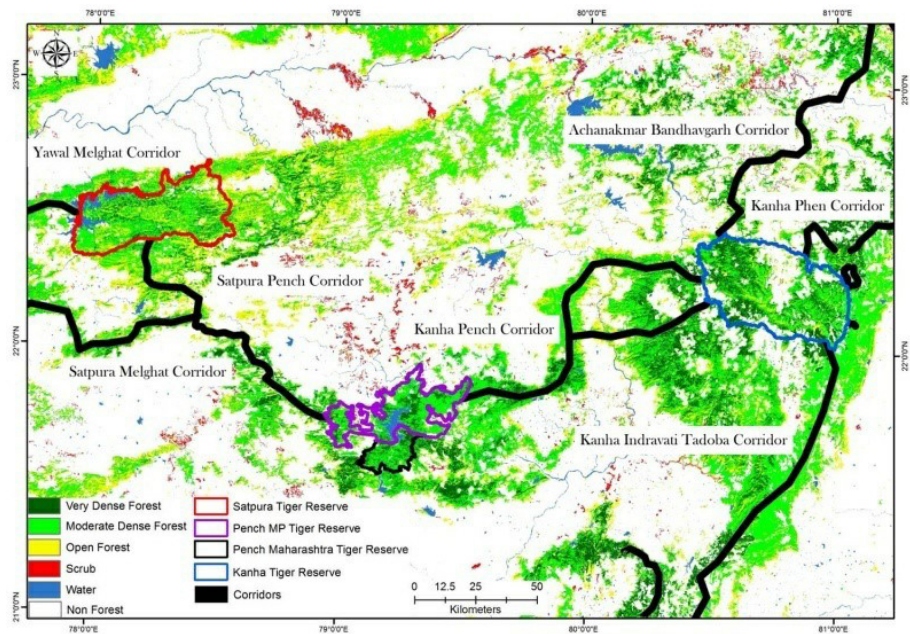 78°0'0"E
79°0'0"E
80°0'0"E
81°0'0"E
N
W
E
S
23°0'0"N
23°0'0"N
Achanakmar Bandhavgarh Corridor
Yawal Melghat Corridor
Kanha Phen Corridor
Satpura Pench Corridor
Kanha Pench Corridor
22°0'0"N
22°0'0"N
Satpura Melghat Corridor
Kanha Indravati Tadoba Corridor
Very Dense Forest
Moderate Dense Forest
Open Forest
Scrub
Water
Non Forest
Satpura Tiger Reserve
Pench MP Tiger Reserve
Pench Maharashtra Tiger Reserve
Kanha Tiger Reserve
Corridors
0 12.5 25 50
Kilometers
21°0'0"N
21°0'0"N
78°0'0"E
79°0'0"E
80°0'0"E
81°0'0"E